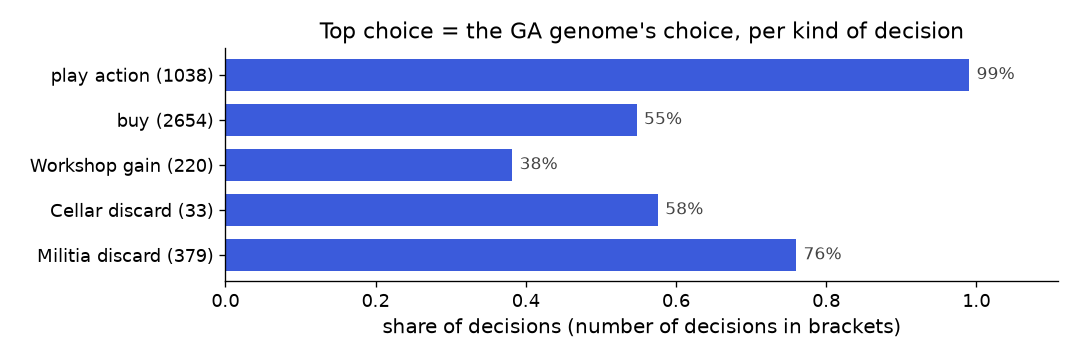 Top choice = the GA genome's choice, per kind of decision
play action (1038)
99%
buy (2654)
55%
Workshop gain (220)
38%
Cellar discard (33)
58%
Militia discard (379)
76%
0.0 0.2 0.4 0.6 0.8 1.0
share of decisions (number of decisions in brackets)